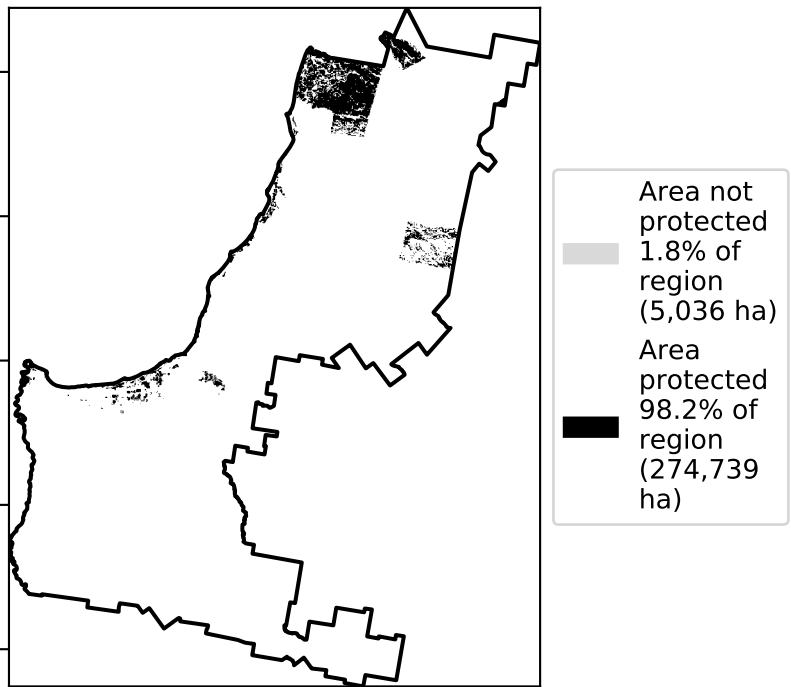 Area not
protected
1.8% of
region
(5,036 ha)
Area
protected
98.2% of
region
(274,739
ha)